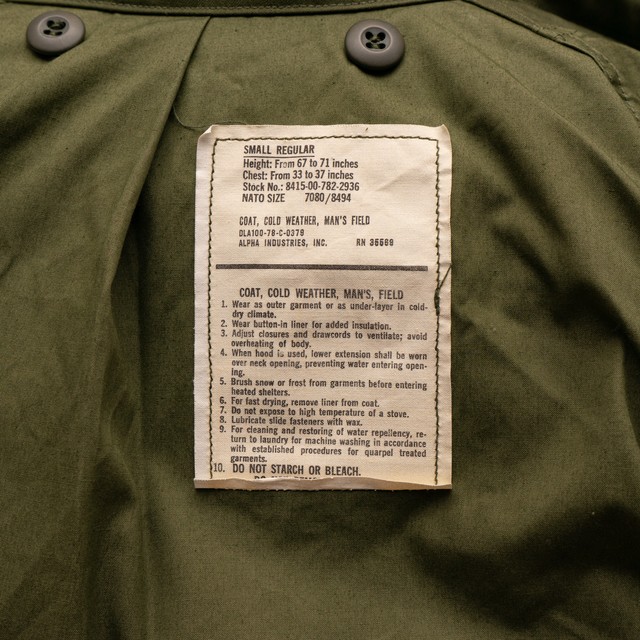 SMALL REGULAR
Height: From 67 to 71 inches
Chest: From 33 to 37 inches
Stock No.: 8415-00-782-2936
NATO SIZE 7080/8494
COAT, COLD WEATHER, MAN'S FIELD
DLA100-78-C-0379
ALPHA INDUSTRIES, INC. RN 35588
COAT, COLD WEATHER, MAN'S, FIELD
1. Wear as outer garment or as under-layer in cold-
dry climate.
2. Wear button-in liner for added insulation.
3. Adjust closures and drawcords to ventilate; avoid
overheating of body.
4. When hood is used, lower extension shall be worn
over neck opening, preventing water entering open-
ing.
5. Brush snow or frost from garments before entering
heated shelters.
6. For fast drying, remove liner from coat.
7. Do not expose to high temperature of a stove.
8. Lubricate slide fasteners with wax.
9. For cleaning and restoring of water repellency, re-
turn to laundry for machine washing in accordance
with established procedures for quarpel treated
garments.
10. DO NOT STARCH OR BLEACH.